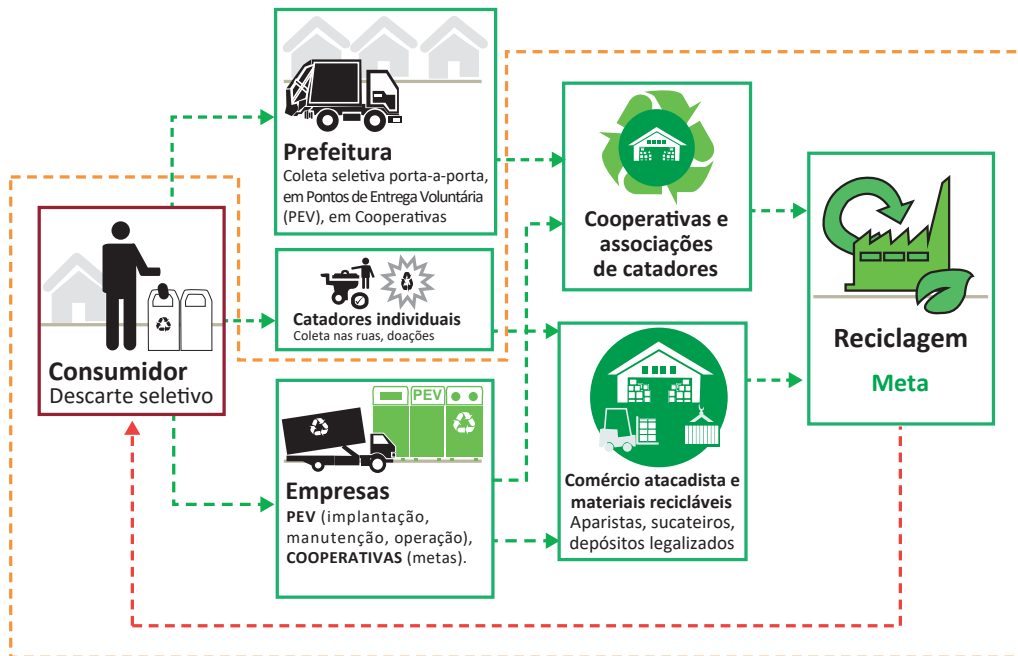 Prefeitura
Coleta seletiva porta-a-porta,
em Pontos de Entrega Voluntária
(PEV), em Cooperativas
Consumidor
Descarte seletivo
Catadores individuais
Coleta nas ruas, doações
PEV
Empresas
PEV (implantação,
manutenção, operação),
COOPERATIVAS (metas).
Cooperativas e
associações
de catadores
Comércio atacadista e
materiais recicláveis
Aparistas, sucateiros,
depósitos legalizados
Reciclagem
Meta